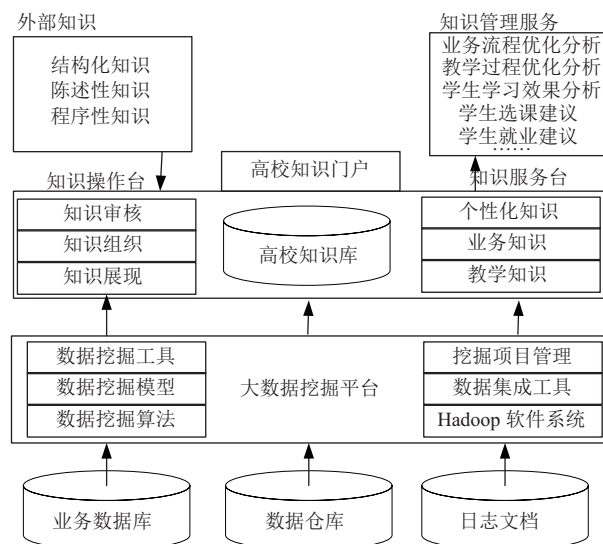 外部知识
知识管理服务
结构化知识
陈述性知识
程序性知识
业务流程优化分析
教学过程优化分析
学生学习效果分析
学生选课建议
学生就业建议
……
知识操作台
高校知识门户
知识服务台
知识审核
知识组织
知识展现
高校知识库
个性化知识
业务知识
教学知识
数据挖掘工具
数据挖掘模型
数据挖掘算法
大数据挖掘平台
挖掘项目管理
数据集成工具
Hadoop 软件系统
业务数据库
数据仓库
日志文档